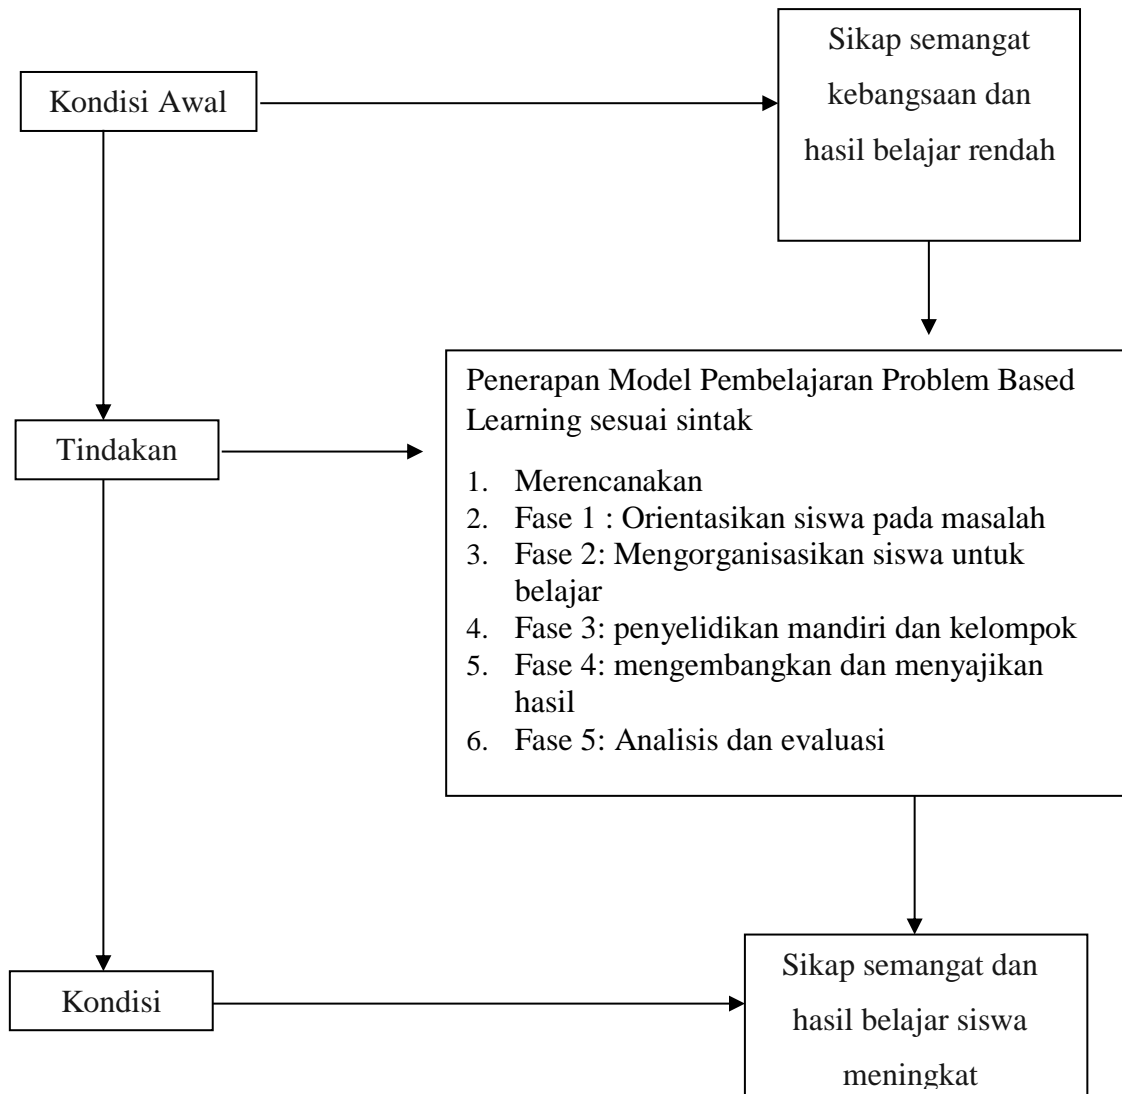 Kondisi Awal
Sikap semangat
kebangsaan dan
hasil belajar rendah
Tindakan
Penerapan Model Pembelajaran Problem Based
Learning sesuai sintak
1. Merencanakan
2. Fase 1 : Orientasikan siswa pada masalah
3. Fase 2: Mengorganisasikan siswa untuk
belajar
4. Fase 3: penyelidikan mandiri dan kelompok
5. Fase 4: mengembangkan dan menyajikan
hasil
6. Fase 5: Analisis dan evaluasi
Kondisi
Sikap semangat dan
hasil belajar siswa
meningkat